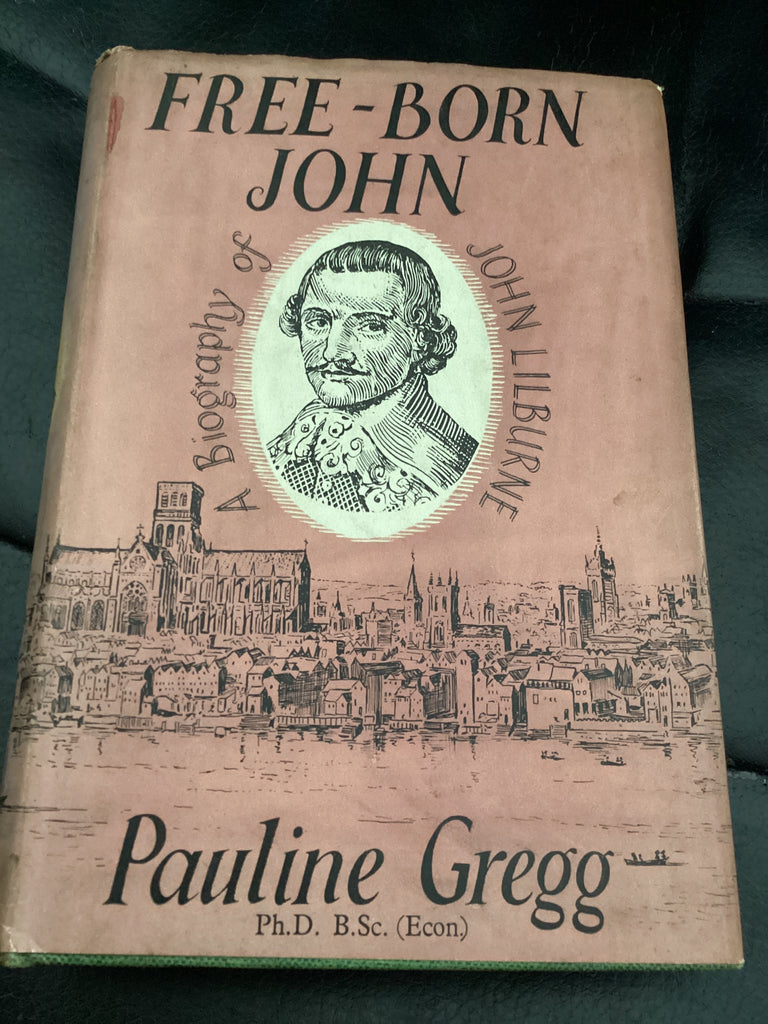 FREE-BORN
JOHN
A Biography of
JOHN LILBURNE
Pauline Gregg
Ph.D. B.Sc. (Econ.)